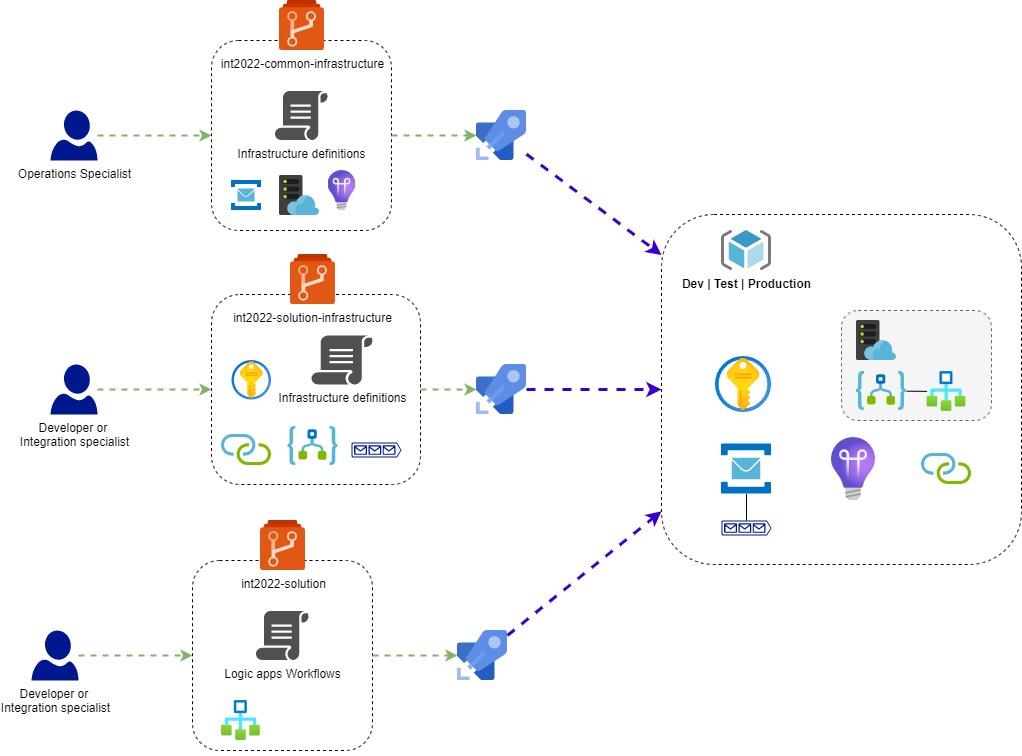 int2022-common-infrastructure
Infrastructure definitions
Operations Specialist
int2022-solution-infrastructure
Infrastructure definitions
Developer or
Integration specialist
Dev | Test | Production
int2022-solution
Logic apps Workflows
Developer or
Integration specialist